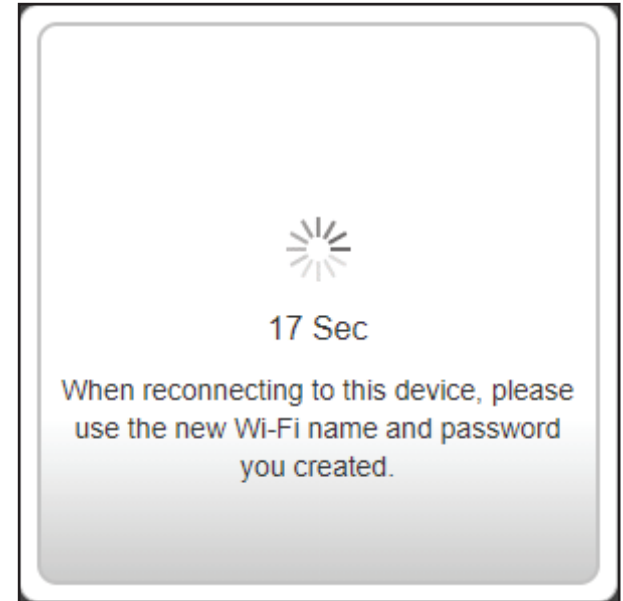 17 Sec
When reconnecting to this device, please
use the new Wi-Fi name and password
you created.